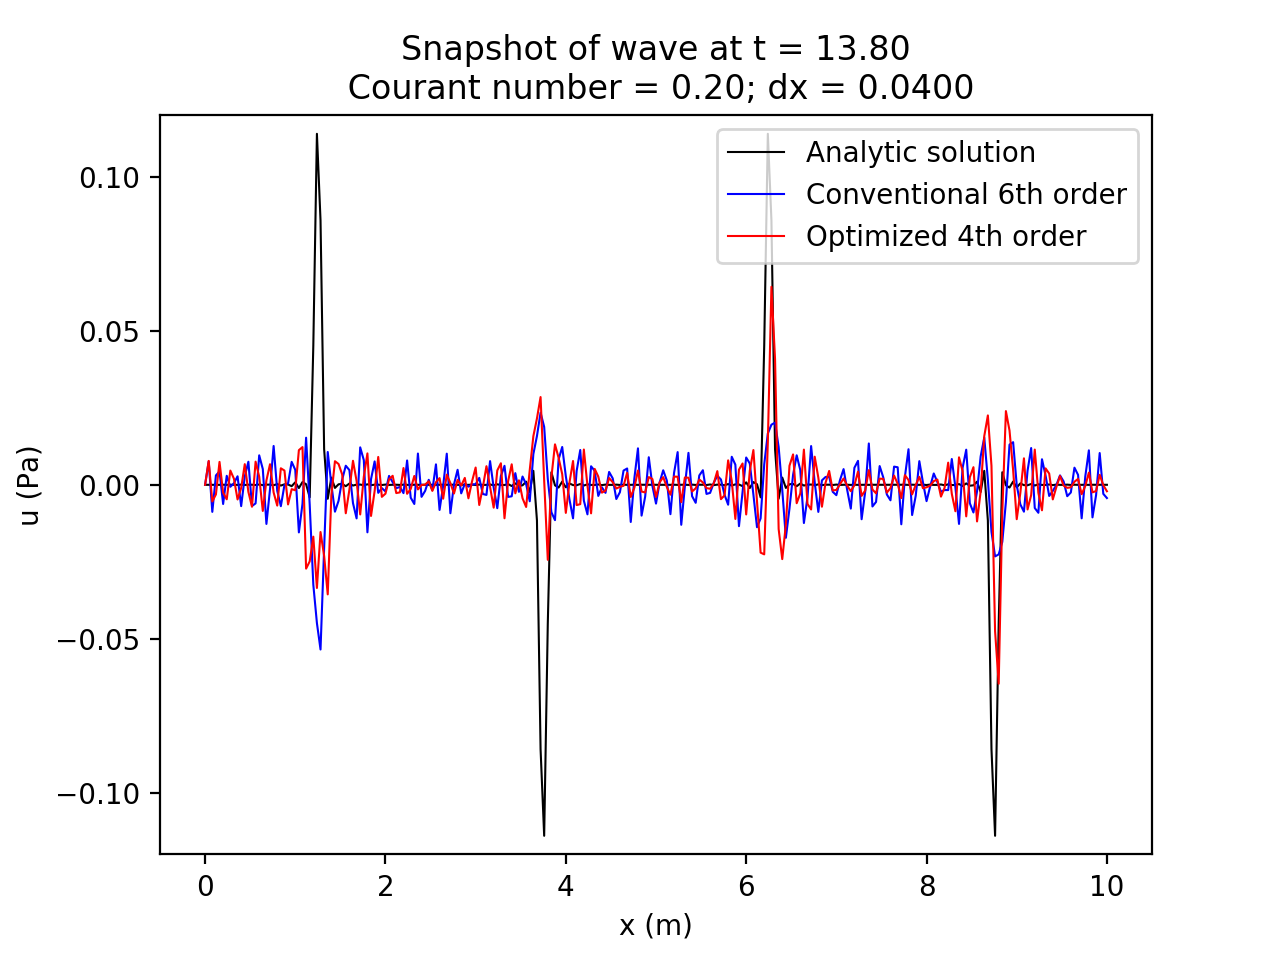 Snapshot of wave at t = 13.80
Courant number = 0.20; dx = 0.0400
Analytic solution
Conventional 6th order
Optimized 4th order
u (Pa)
0.10
0.05
0.00
−0.05
−0.10
0 2 4 6 8 10
x (m)